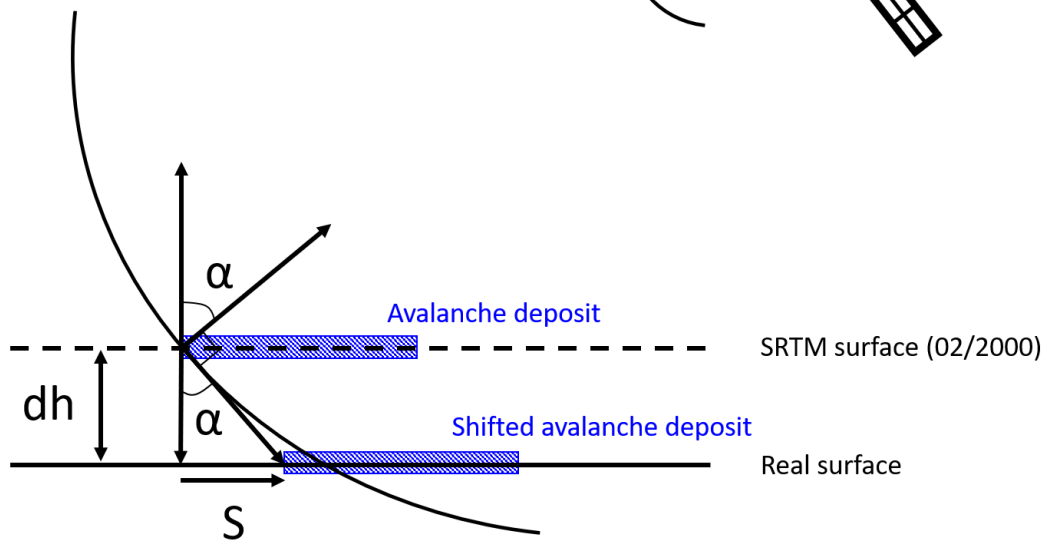 α
Avalanche deposit
SRTM surface (02/2000)
dh
α
Shifted avalanche deposit
Real surface
S